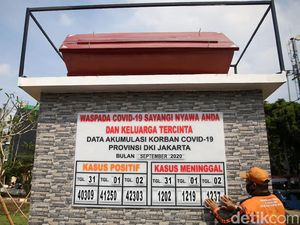 WASPADA COVID-19 SAYANGI NYAWA ANDA
DAN KELUARGA TERCINTA
DATA AKUMULASI KORBAN COVID-19
PROVINSI DKI JAKARTA
BULAN SEPTEMBER 2020
KASUS POSITIF KASUS MENINGGAL
TGL. 31 TGL. 01 TGL. 02 TGL. 31 TGL. 01 TGL. 02
40309 41250 42303 1202 1219
detikcom